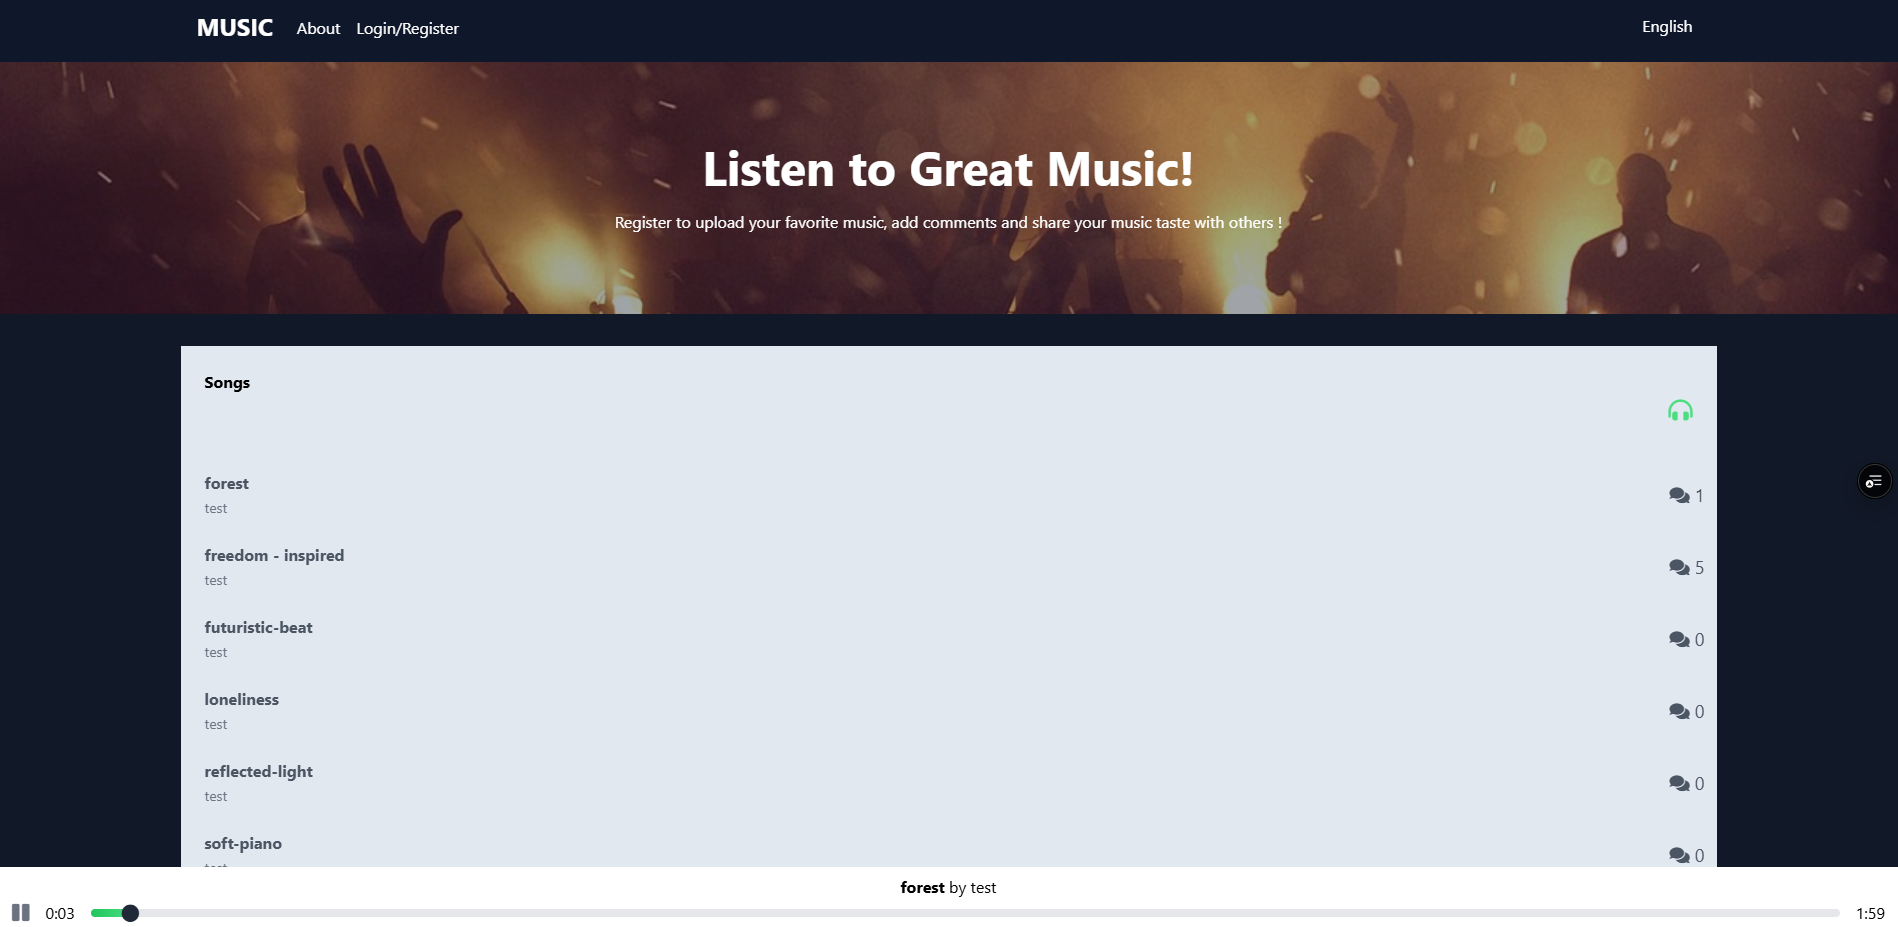 MUSIC About Login/Register English
Listen to Great Music!
Register to upload your favorite music, add comments and share your music taste with others !
Songs
forest
test
1
freedom - inspired
test
5
futuristic-beat
test
0
loneliness
test
0
reflected-light
test
0
soft-piano
0
forest by test
0:03 1:59